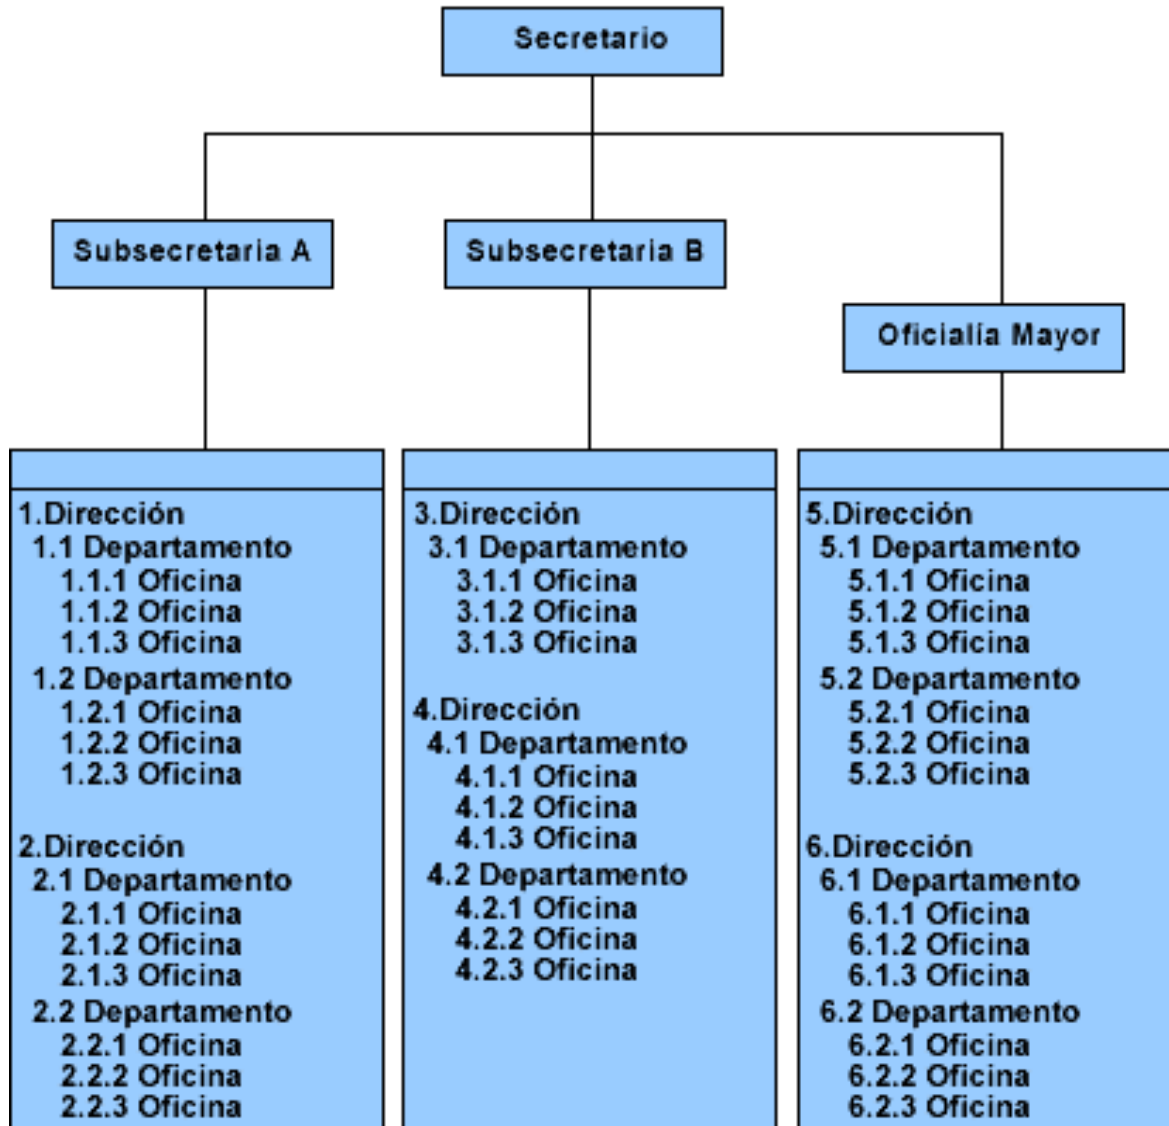 Secretario
Subsecretaria A
Subsecretaria B
Oficialía Mayor
1.Dirección
1.1 Departamento
1.1.1 Oficina
1.1.2 Oficina
1.1.3 Oficina
1.2 Departamento
1.2.1 Oficina
1.2.2 Oficina
1.2.3 Oficina
2.Dirección
2.1 Departamento
2.1.1 Oficina
2.1.2 Oficina
2.1.3 Oficina
2.2 Departamento
2.2.1 Oficina
2.2.2 Oficina
2.2.3 Oficina
3.Dirección
3.1 Departamento
3.1.1 Oficina
3.1.2 Oficina
3.1.3 Oficina
4.Dirección
4.1 Departamento
4.1.1 Oficina
4.1.2 Oficina
4.1.3 Oficina
4.2 Departamento
4.2.1 Oficina
4.2.2 Oficina
4.2.3 Oficina
5.Dirección
5.1 Departamento
5.1.1 Oficina
5.1.2 Oficina
5.1.3 Oficina
5.2 Departamento
5.2.1 Oficina
5.2.2 Oficina
5.2.3 Oficina
6.Dirección
6.1 Departamento
6.1.1 Oficina
6.1.2 Oficina
6.1.3 Oficina
6.2 Departamento
6.2.1 Oficina
6.2.2 Oficina
6.2.3 Oficina